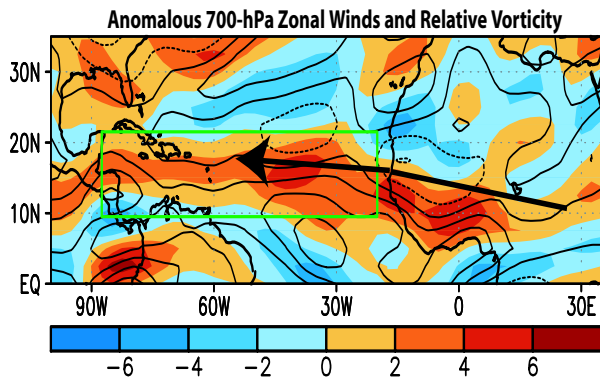 Anomalous 700-hPa Zonal Winds and Relative Vorticity
30N
20N
10N
EQ
90W 60W 30W 0 30E
−6 −4 −2 0 2 4 6